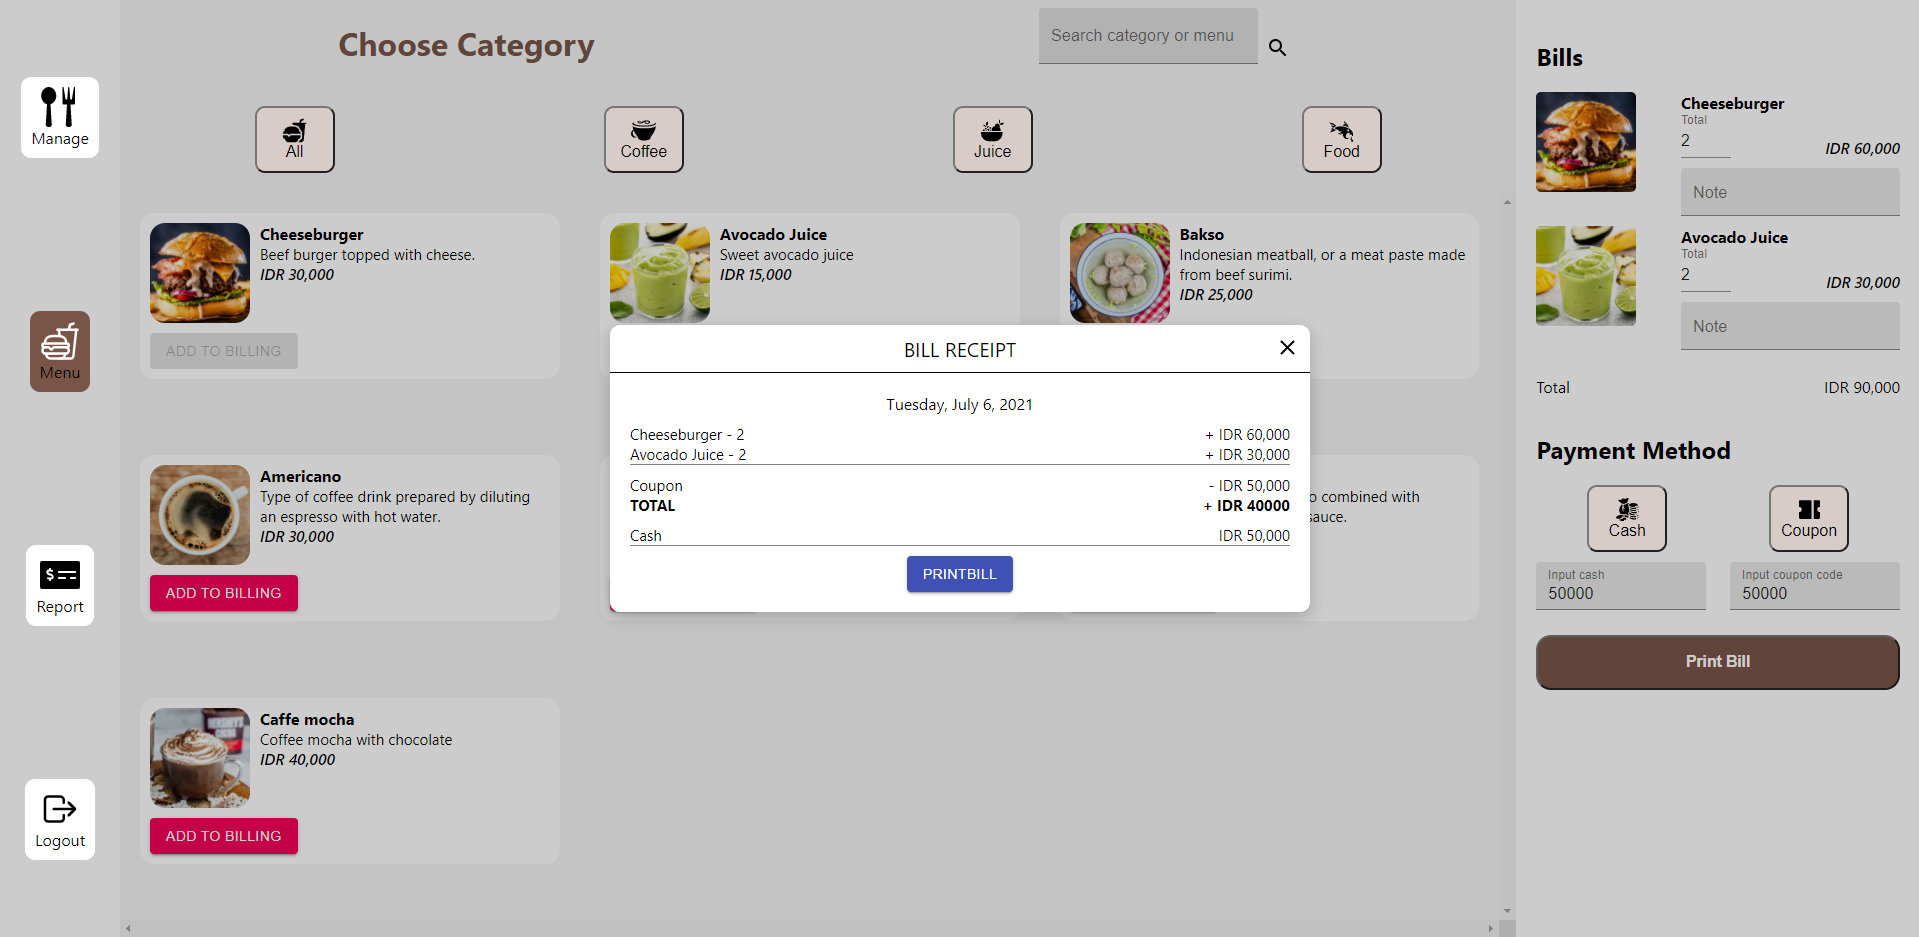 Choose Category
Search category or menu
Manage
Menu
Report
Logout
All
Coffee
Juice
Food
Cheeseburger
Beef burger topped with cheese.
IDR 30,000
ADD TO BILLING
Avocado Juice
Sweet avocado juice
IDR 15,000
Bakso
Indonesian meatball, or a meat paste made
from beef surimi.
IDR 25,000
Americano
Type of coffee drink prepared by diluting
an espresso with hot water.
IDR 30,000
ADD TO BILLING
o combined with
sauce.
Caffe mocha
Coffee mocha with chocolate
IDR 40,000
ADD TO BILLING
BILL RECEIPT
Tuesday, July 6, 2021
Cheeseburger - 2 + IDR 60,000
Avocado Juice - 2 + IDR 30,000
Coupon - IDR 50,000
TOTAL + IDR 40000
Cash IDR 50,000
PRINTBILL
Bills
Cheeseburger
Total
2 IDR 60,000
Note
Avocado Juice
Total
2 IDR 30,000
Note
Total IDR 90,000
Payment Method
Cash
Coupon
Input cash
50000
Input coupon code
50000
Print Bill